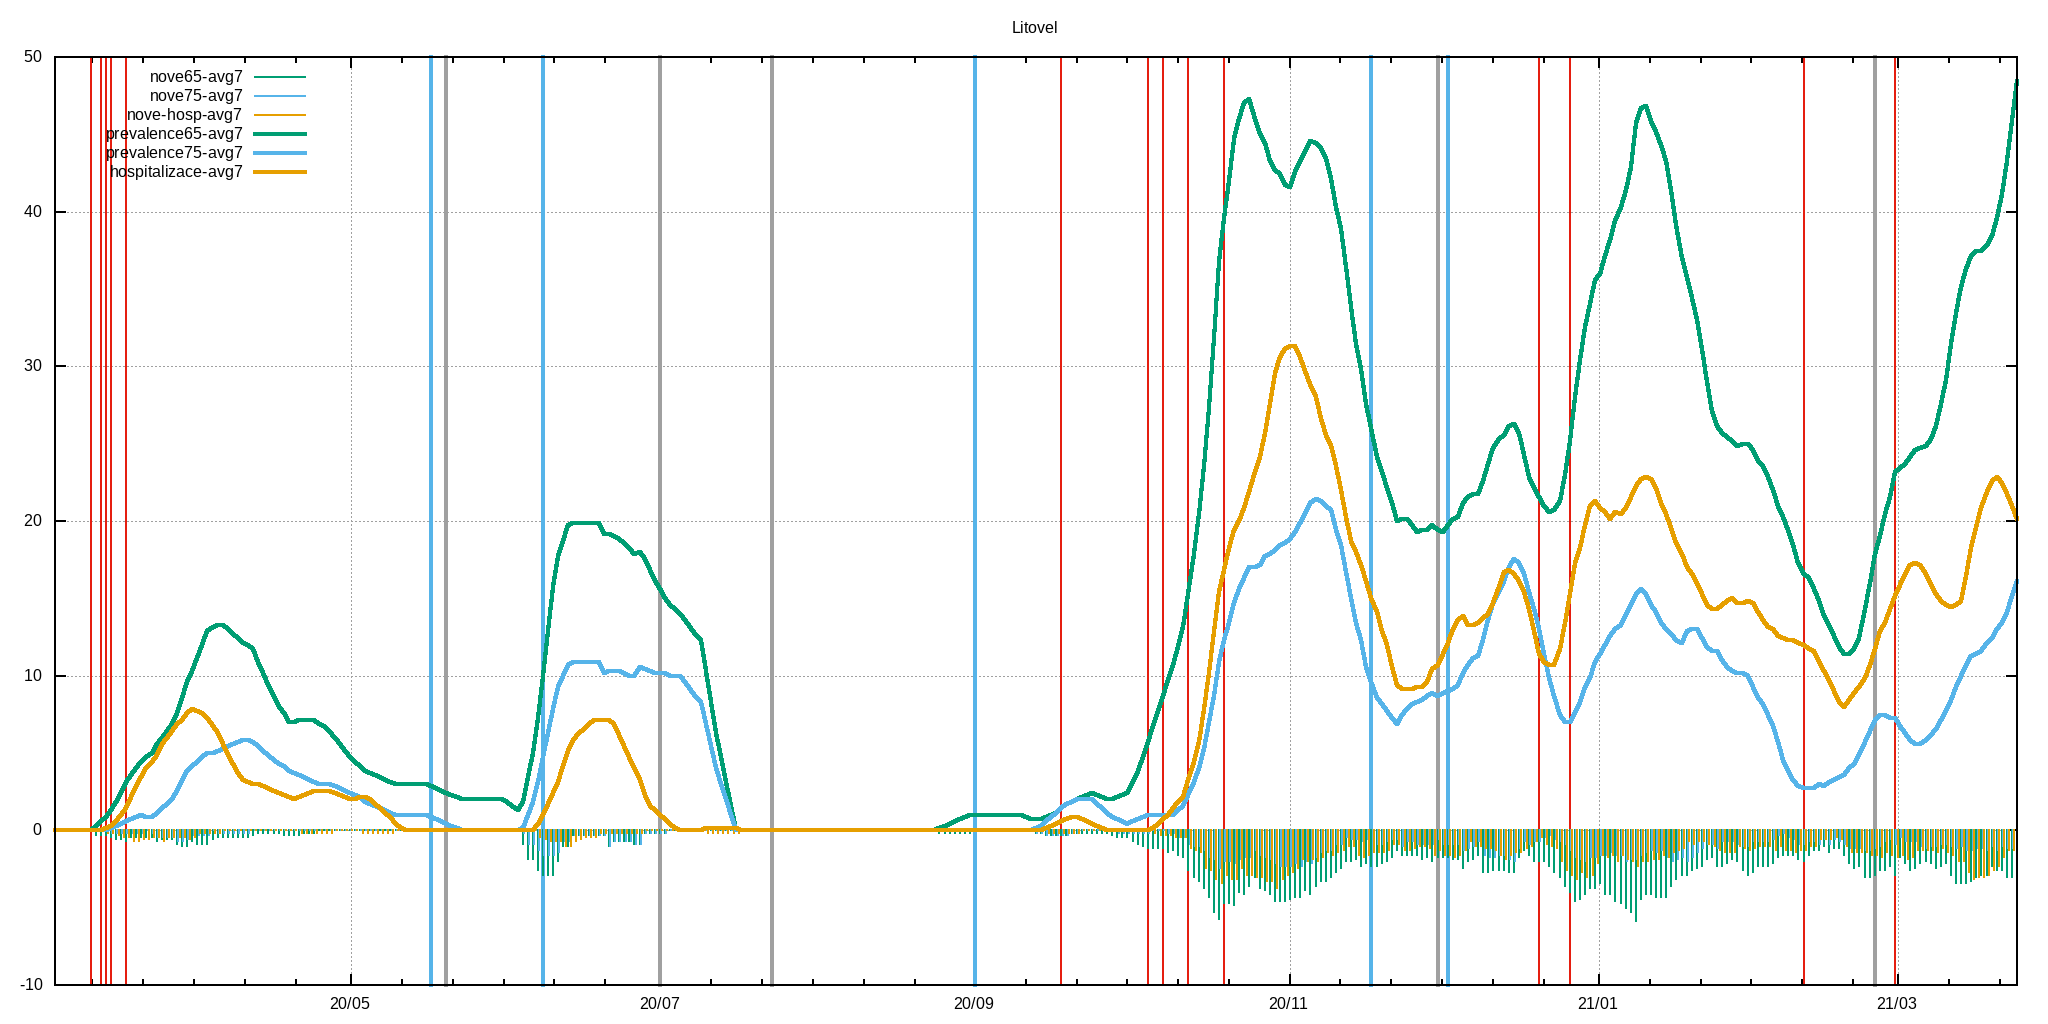 Litovel
50
nove65-avg7
nove75-avg7
nove-hosp-avg7
prevalence65-avg7
prevalence75-avg7
hospitalizace-avg7
40
30
20
10
0
-10
20/05 20/07 20/09 20/11 21/01 21/03